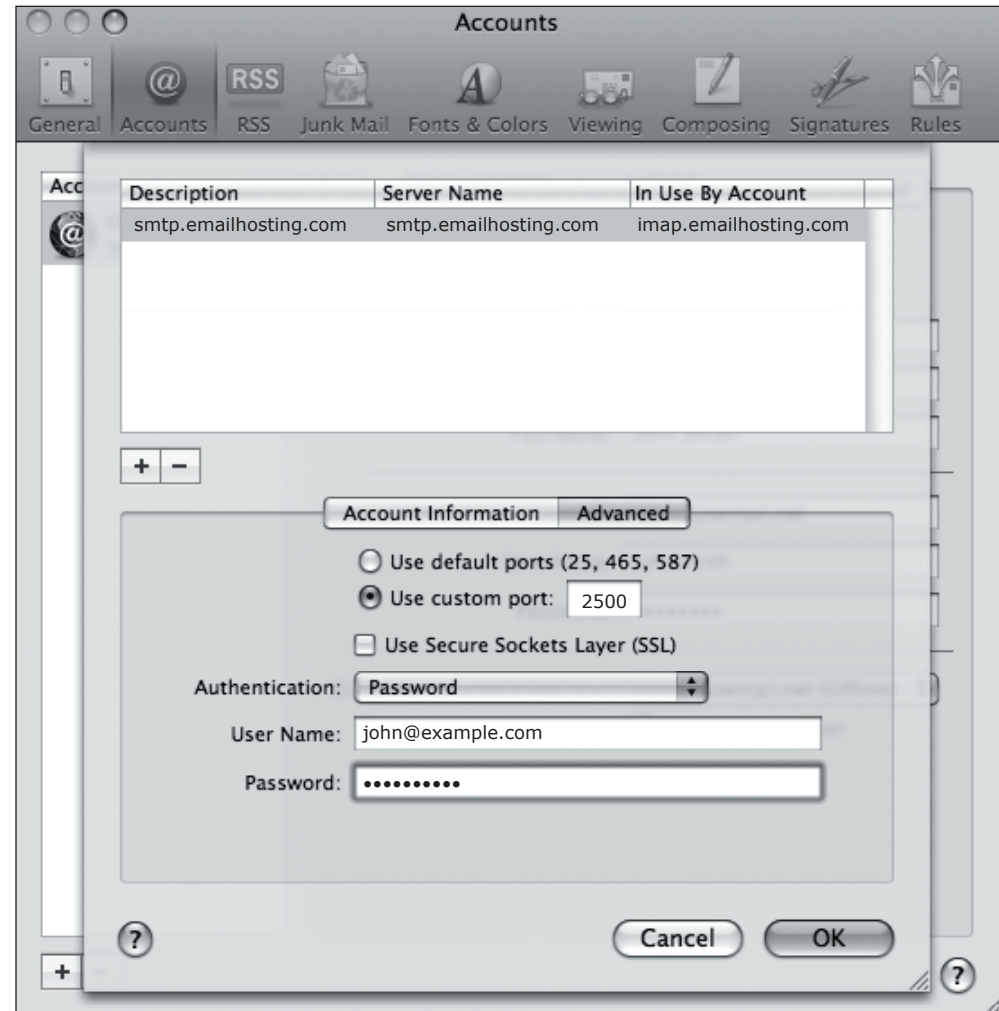 Accounts
General Accounts RSS Junk Mail Fonts & Colors Viewing Composing Signatures Rules
RSS
Acc
Description Server Name In Use By Account
smtp.emailhosting.com smtp.emailhosting.com imap.emailhosting.com
+ −
Account Information Advanced
Use default ports (25, 465, 587)
Use custom port: 2500
Use Secure Sockets Layer (SSL)
Authentication: Password
User Name: john@example.com
Password: ••••••••••
? Cancel OK
+ ?